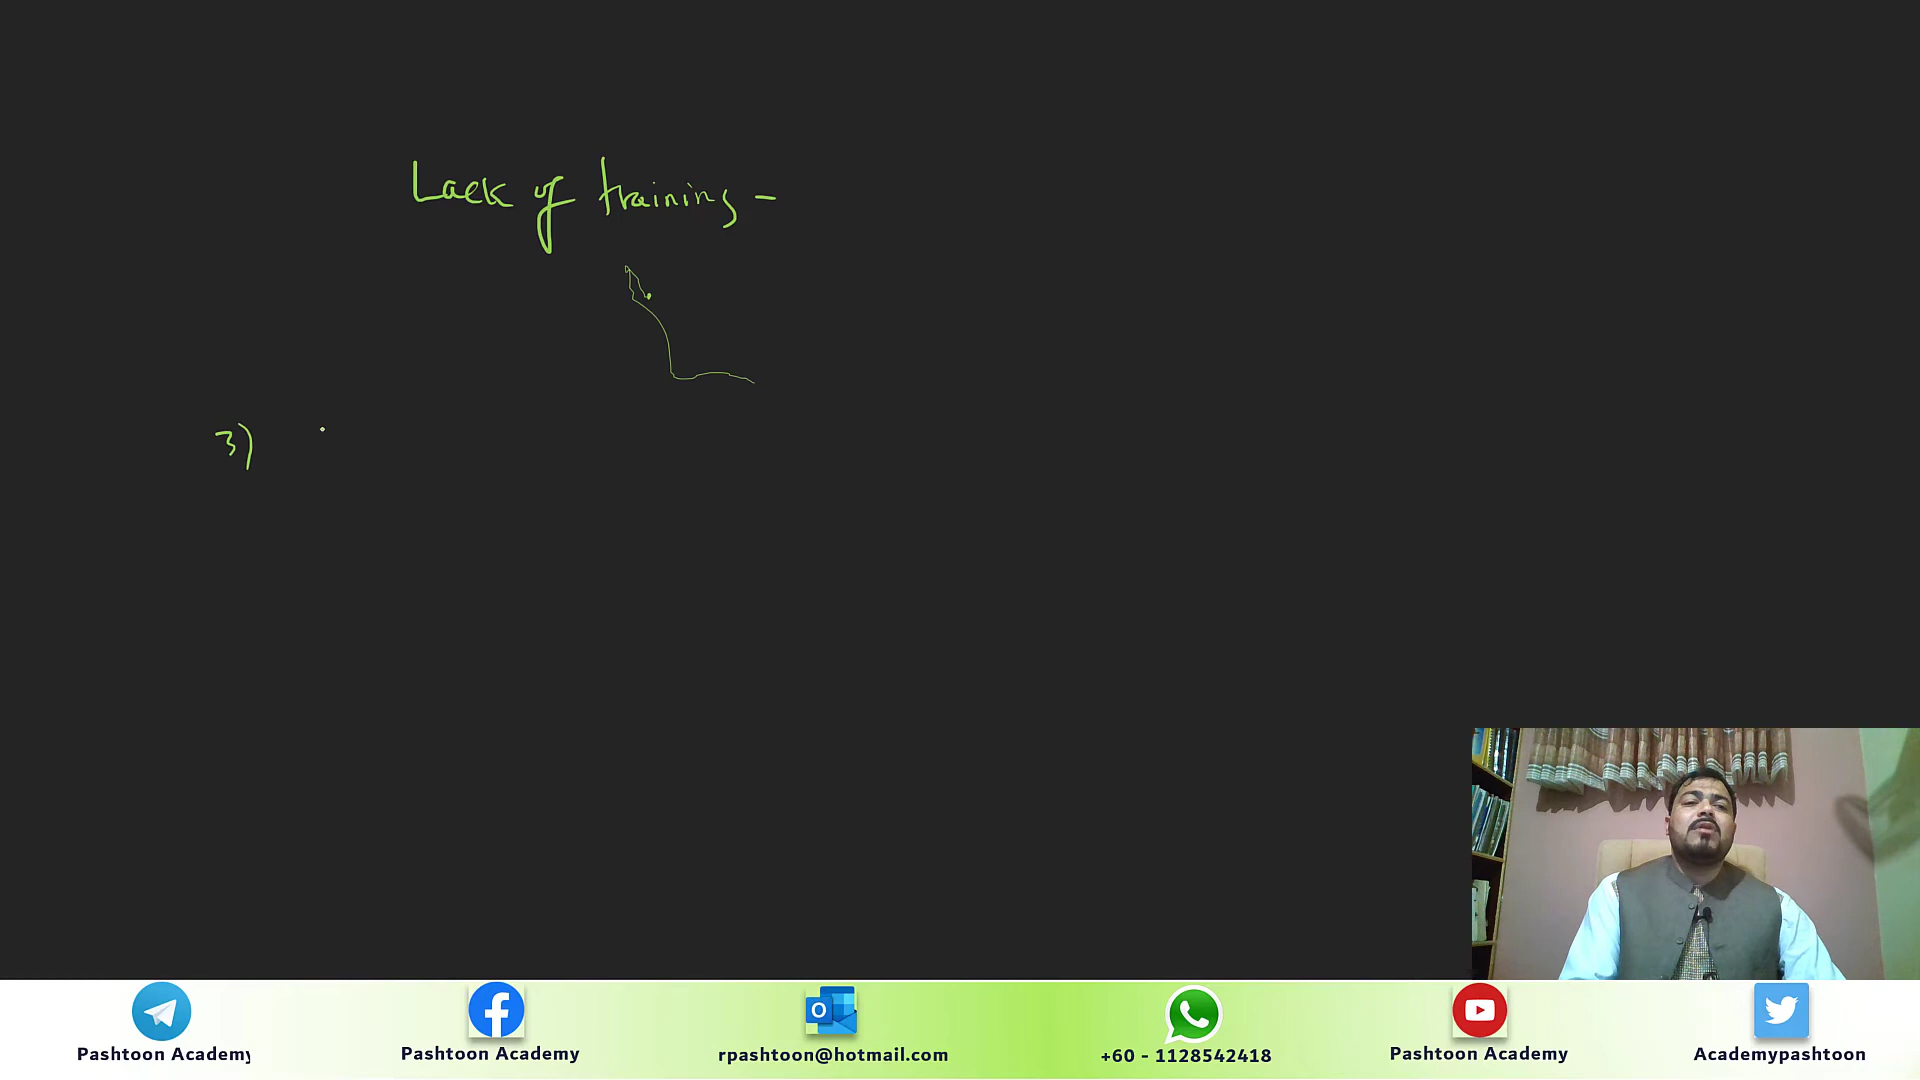 Lack of training -
3)
Pashtoon Academy
Pashtoon Academy
rpashtoon@hotmail.com
+60 - 1128542418
Pashtoon Academy
Academypashtoon